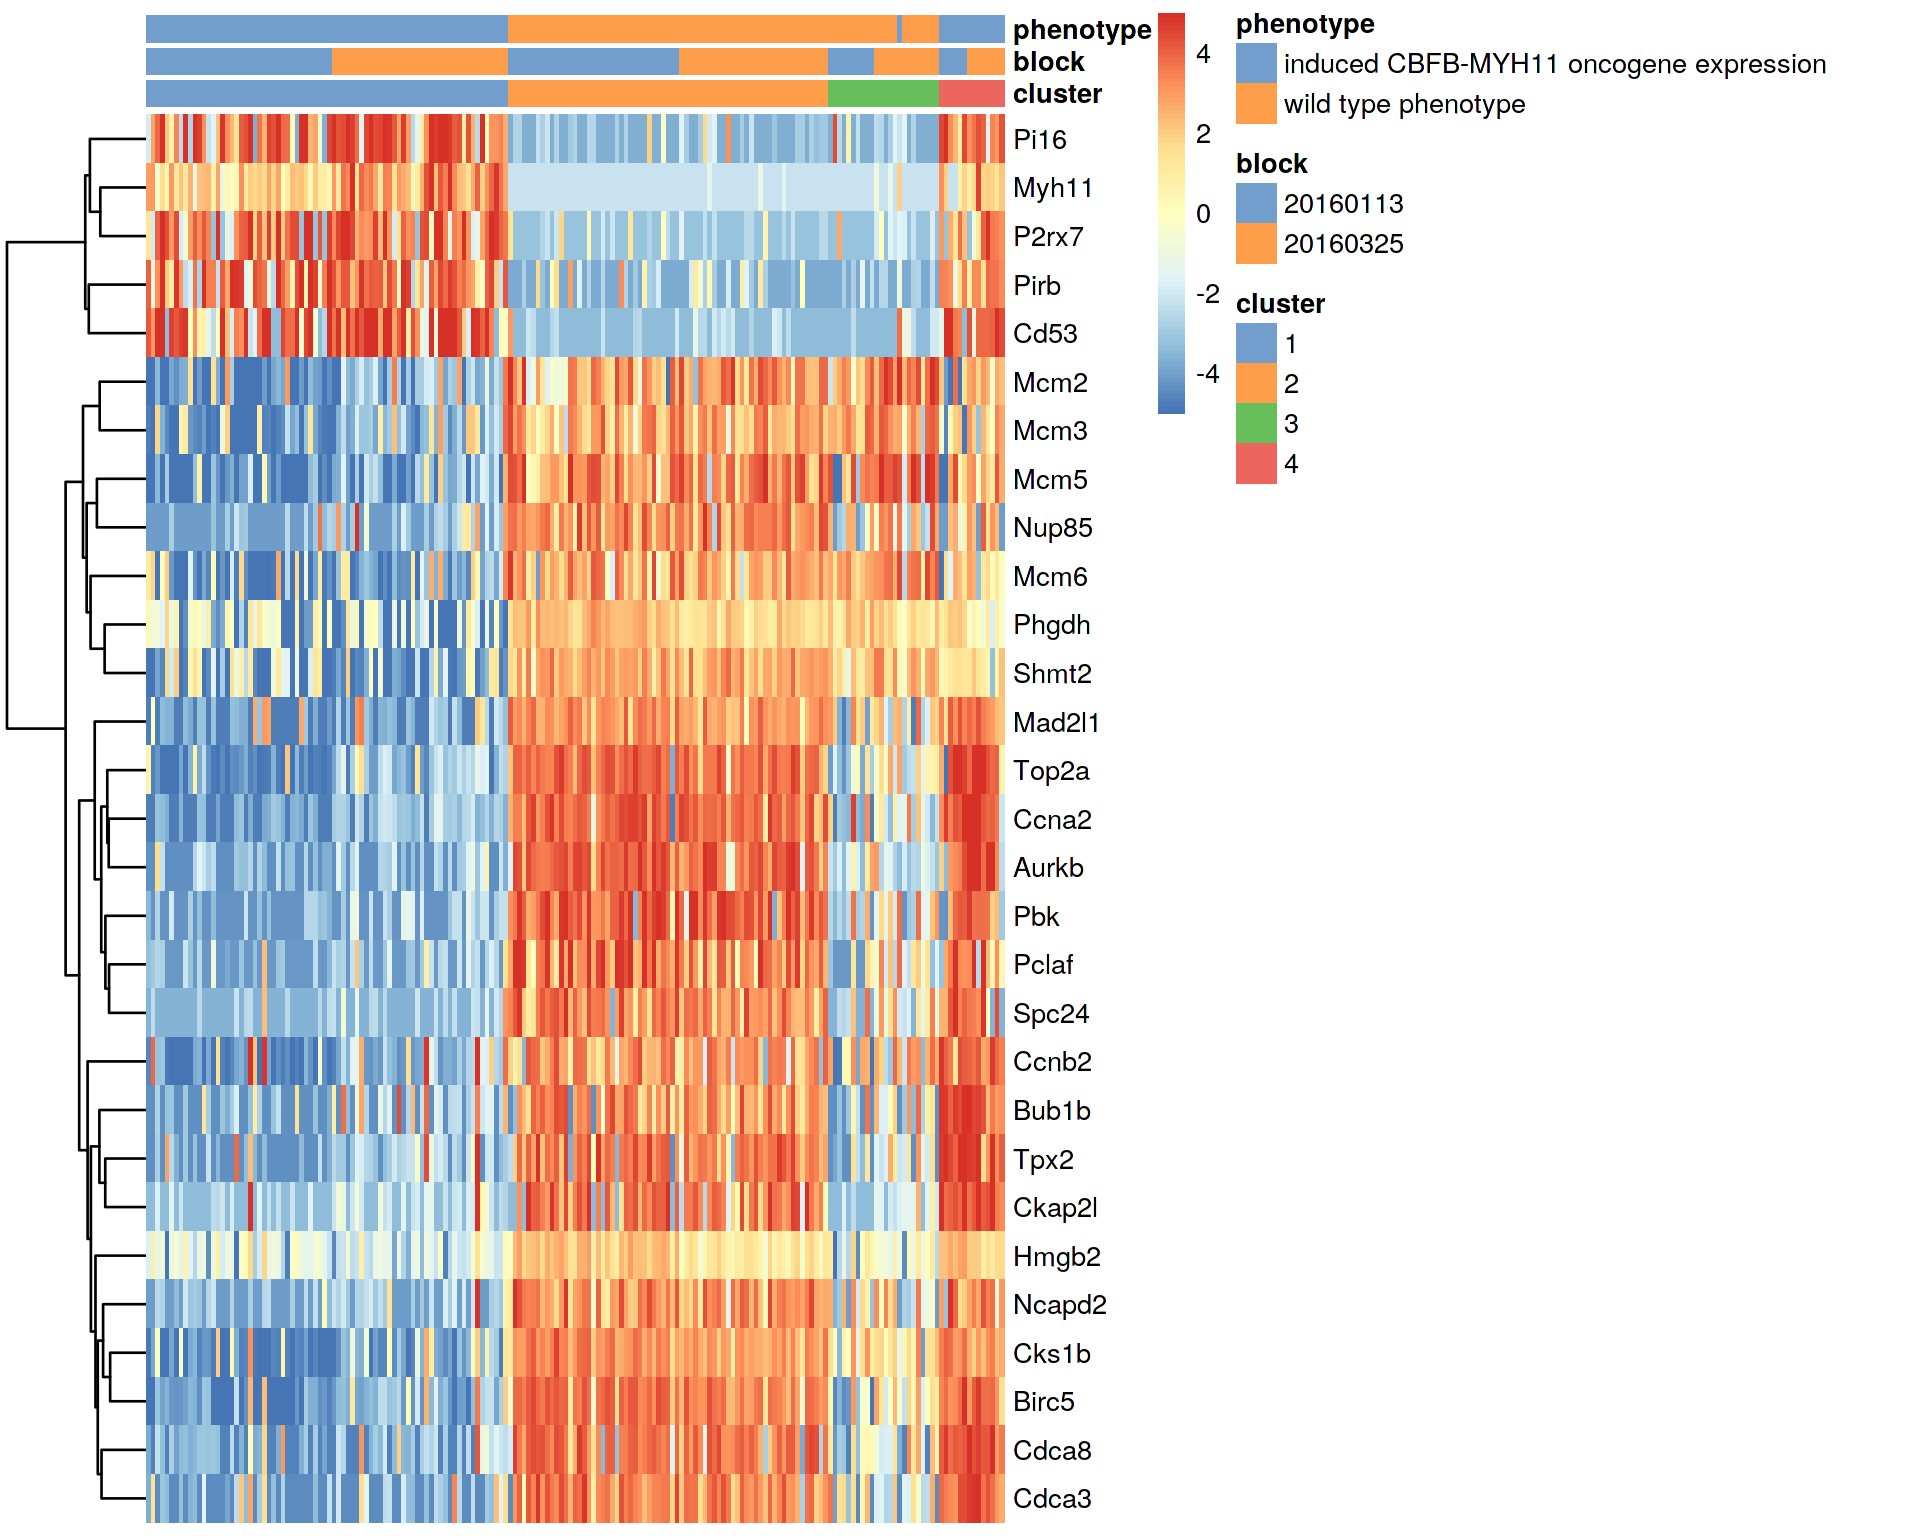 phenotype
block
cluster
Pi16
Myh11
P2rx7
Pirb
Cd53
Mcm2
Mcm3
Mcm5
Nup85
Mcm6
Phgdh
Shmt2
Mad2l1
Top2a
Ccna2
Aurkb
Pbk
Pclaf
Spc24
Ccnb2
Bub1b
Tpx2
Ckap2l
Hmgb2
Ncapd2
Cks1b
Birc5
Cdca8
Cdca3
4
2
0
-2
-4
phenotype
induced CBFB-MYH11 oncogene expression
wild type phenotype
block
20160113
20160325
cluster
1
2
3
4